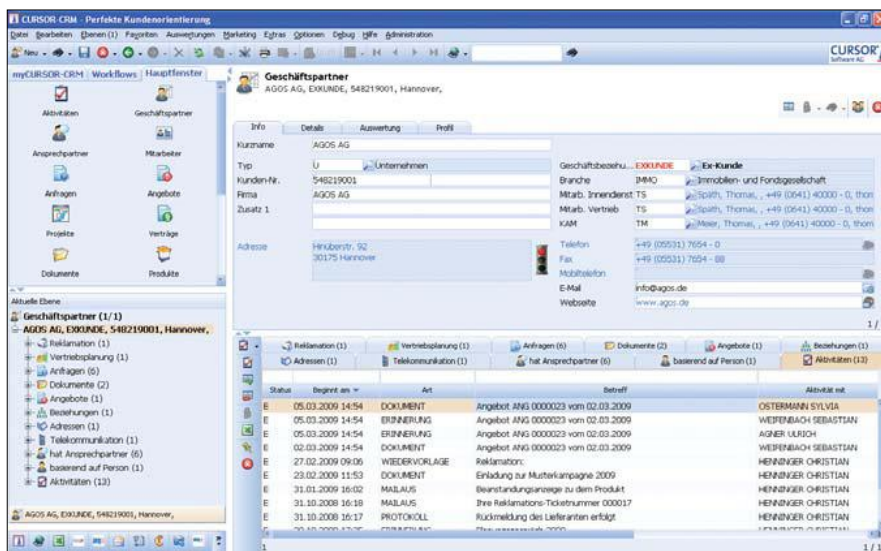 CURSOR-CRM - Perfekte Kundenorientierung
Datei Bearbeiten Ebenen (1) Favoriten Auswertungen Marketing Extras Optionen Debug Hilfe Administration
Neu
CURSOR
Software AG
myCURSOR-CRM Workflows Hauptfenster
Aktivitäten Geschäftspartner
Ansprechpartner Mitarbeiter
Anfragen Angebote
Projekte Verträge
Dokumente Produkte
Aktuelle Ebene
Geschäftspartner (1/1)
AGOS AG, EXKUNDE, 548219001, Hannover,
Reklamation (1)
Vertriebsplanung (1)
Anfragen (6)
Dokumente (2)
Angebote (1)
Beziehungen (1)
Adressen (1)
Telekommunikation (1)
hat Ansprechpartner (6)
basierend auf Person (1)
Aktivitäten (13)
AGOS AG, EXKUNDE, 548219001, Hannover,
Geschäftspartner
AGOS AG, EXKUNDE, 548219001, Hannover,
Info Details Auswertung Profil
Kurzname AGOS AG
Typ U Unternehmen
Kunden-Nr. 548219001
Firma AGOS AG
Zusatz 1
Adresse Hinüberstr. 92
30175 Hannover
Geschäftsbeziehu... EXKUNDE Ex-Kunde
Branche IMMO Immobilien- und Fondsgesellschaft
Mitarb. Innendienst TS Späth, Thomas, , +49 (0641) 40000 - 0, thom
Mitarb. Vertrieb TS Späth, Thomas, , +49 (0641) 40000 - 0, thom
KAM TM Meier, Thomas, , +49 (0641) 40000 - 0, thom
Telefon +49 (05531) 7654 - 0
Fax +49 (05531) 7654 - 88
Mobiltelefon
E-Mail info@agos.de
Webseite www.agos.de
1/
Reklamation (1) Vertriebsplanung (1) Anfragen (6) Dokumente (2) Angebote (1) Beziehungen (1)
Adressen (1) Telekommunikation (1) hat Ansprechpartner (6) basierend auf Person (1) Aktivitäten (13)
Status Beginnt am Art Betreff Aktivität mit
E 05.03.2009 14:54 DOKUMENT Angebot ANG 0000023 vom 02.03.2009 OSTERMANN SYLVIA
E 05.03.2009 14:54 ERINNERUNG Angebot ANG 0000023 vom 02.03.2009 WEIFENBACH SEBASTIAN
E 05.03.2009 14:54 ERINNERUNG Angebot ANG 0000023 vom 02.03.2009 AGNER ULRICH
E 02.03.2009 14:54 DOKUMENT Angebot ANG 0000023 vom 02.03.2009 WEIFENBACH SEBASTIAN
E 27.02.2009 09:06 WIEDERVORLAGE Reklamation: HENNINGER CHRISTIAN
E 23.02.2009 11:53 DOKUMENT Einladung zur Musterkampagne 2009 HENNINGER CHRISTIAN
E 31.01.2009 16:02 MAILAUS Beanstandungsanzeige zu dem Produkt HENNINGER CHRISTIAN
E 31.10.2008 16:18 MAILAUS Ihre Reklamations-Ticketnummer 000017 HENNINGER CHRISTIAN
E 31.10.2008 16:17 PROTOKOLL Rückmeldung des Lieferanten erfolgt HENNINGER CHRISTIAN
1 1/1